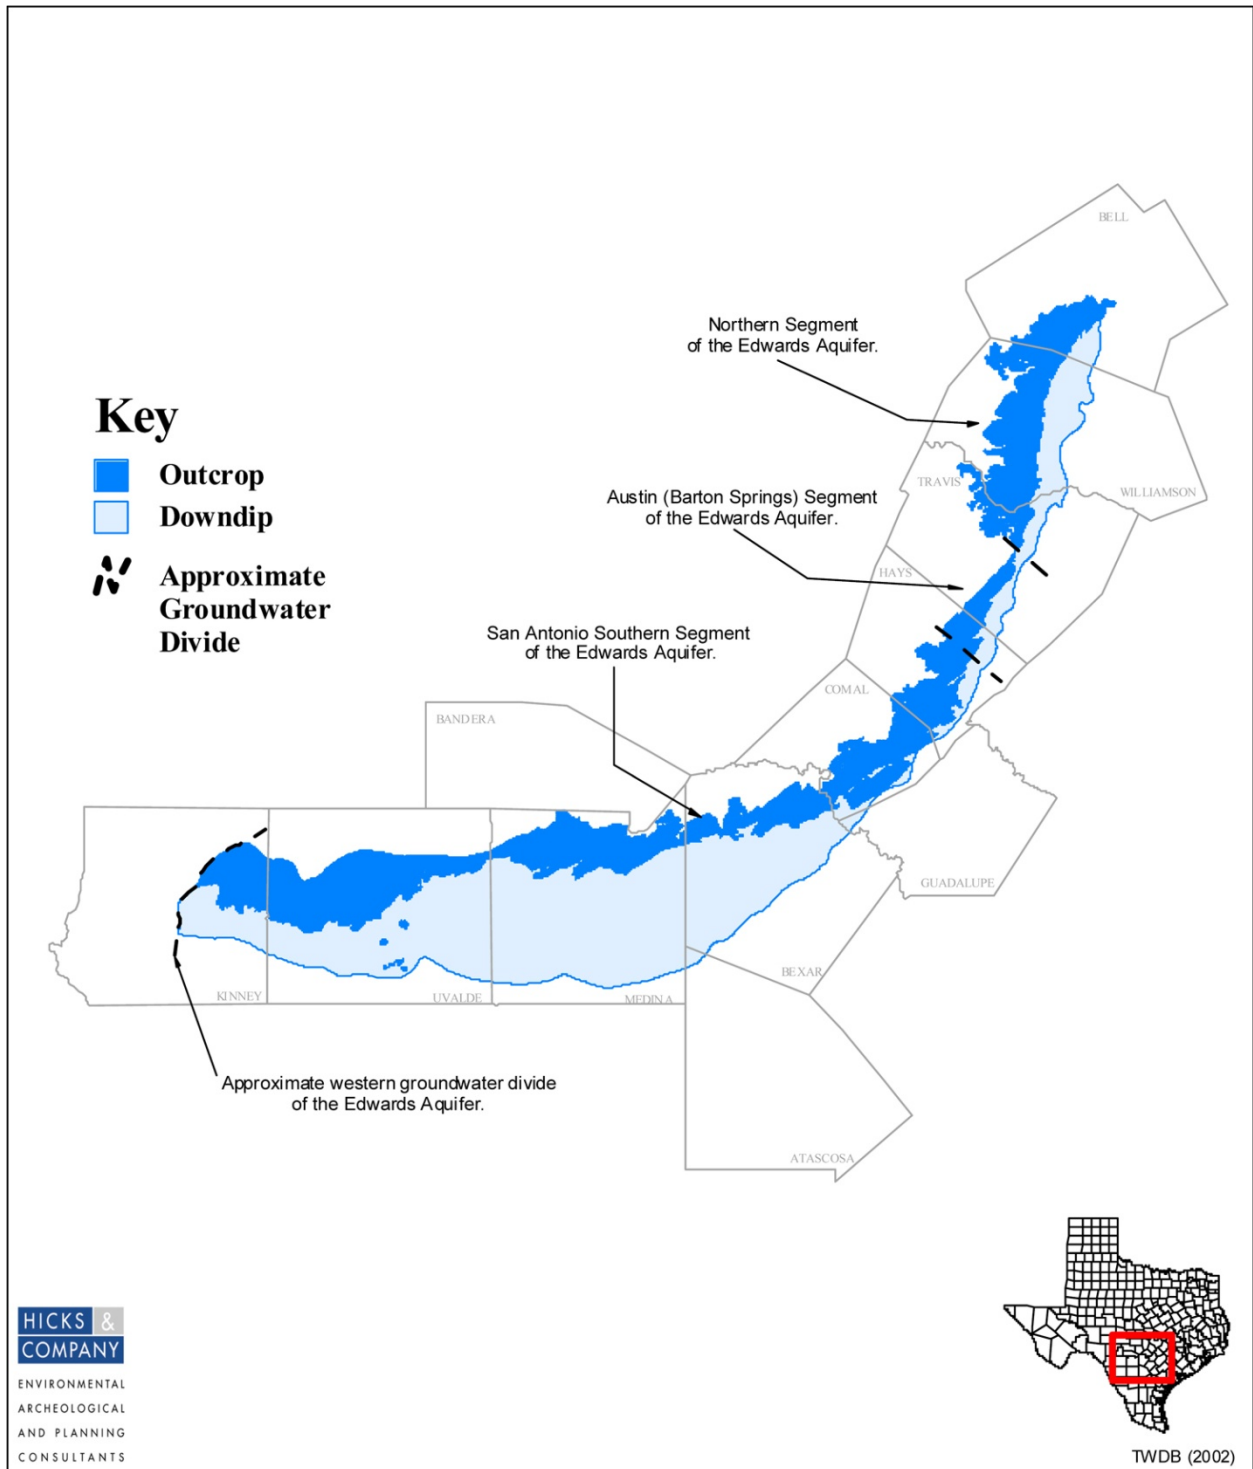 BELL
Northern Segment
of the Edwards Aquifer.
Key
Outcrop
Downdip
Approximate
Groundwater
Divide
TRAVIS
WILLIAMSON
Austin (Barton Springs) Segment
of the Edwards Aquifer.
HAYS
San Antonio Southern Segment
of the Edwards Aquifer.
COMAL
BANDERA
GUADALUPE
BEXAR
KINNEY
UVALDE
MEDINA
Approximate western groundwater divide
of the Edwards Aquifer.
ATASCOSA
HICKS &
COMPANY
ENVIRONMENTAL
ARCHEOLOGICAL
AND PLANNING
CONSULTANTS
TWDB (2002)